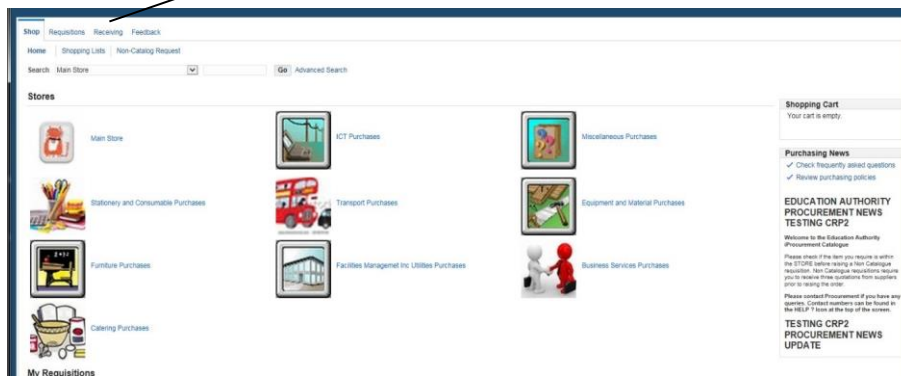 Shop Requisitions Receiving Feedback
Home Shopping Lists Non-Catalog Request
Search Main Store Go Advanced Search
Stores
Main Store
ICT Purchases
Miscellaneous Purchases
Stationery and Consumable Purchases
Transport Purchases
Equipment and Material Purchases
Furniture Purchases
Facilities Managemet Inc Utilities Purchases
Business Services Purchases
Catering Purchases
My Requisitions
Shopping Cart
Your cart is empty.
Purchasing News
Check frequently asked questions
Review purchasing policies
EDUCATION AUTHORITY
PROCUREMENT NEWS
TESTING CRP2
Welcome to the Education Authority
iProcurement Catalogue
Please check if the item you require is within
the STORE before raising a Non Catalogue
requisition. Non Catalogue requisitions require
you to receive three quotations from suppliers
prior to raising the order.
Please contact Procurement if you have any
queries. Contact numbers can be found in
the HELP ? Icon at the top of the screen.
TESTING CRP2
PROCUREMENT NEWS
UPDATE